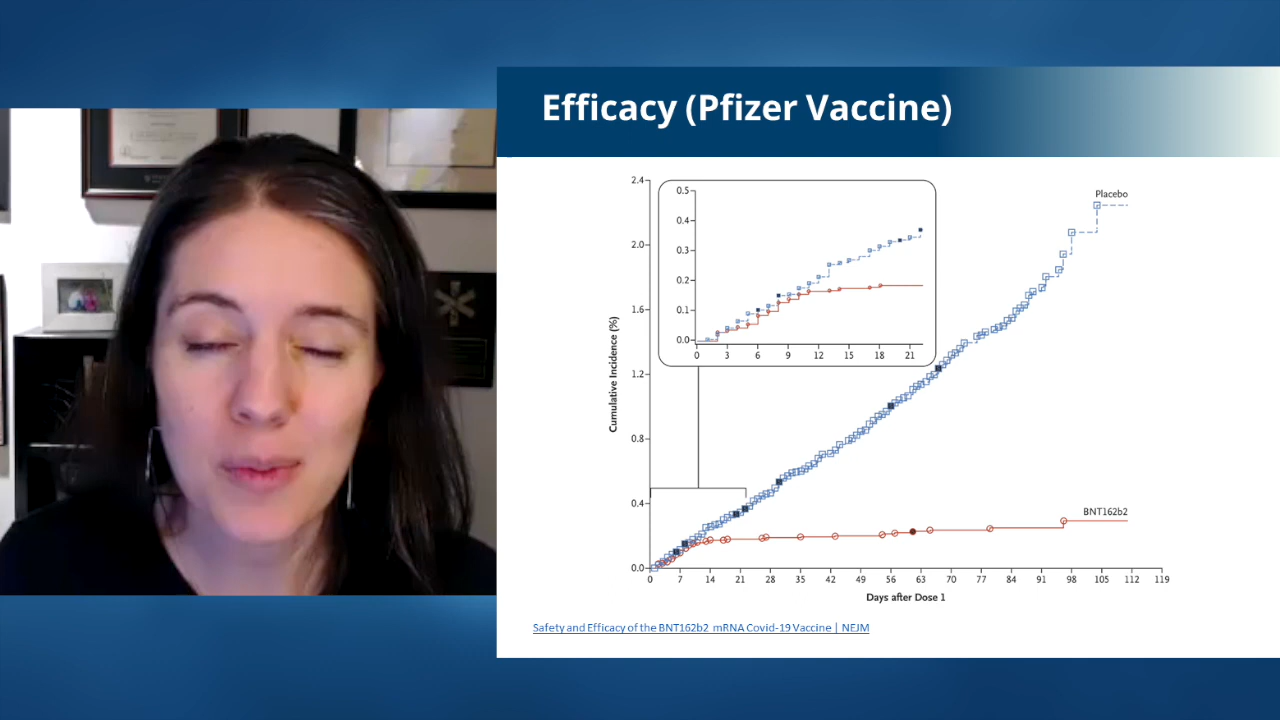 Efficacy (Pfizer Vaccine)
2.4
2.0
1.6
1.2
0.8
0.4
0.0
Cumulative Incidence (%)
0.5
0.4
0.3
0.2
0.1
0.0
0 3 6 9 12 15 18 21
Placebo
BNT162b2
0 7 14 21 28 35 42 49 56 63 70 77 84 91 98 105 112 119
Days after Dose 1
Safety and Efficacy of the BNT162b2 mRNA Covid-19 Vaccine | NEJM